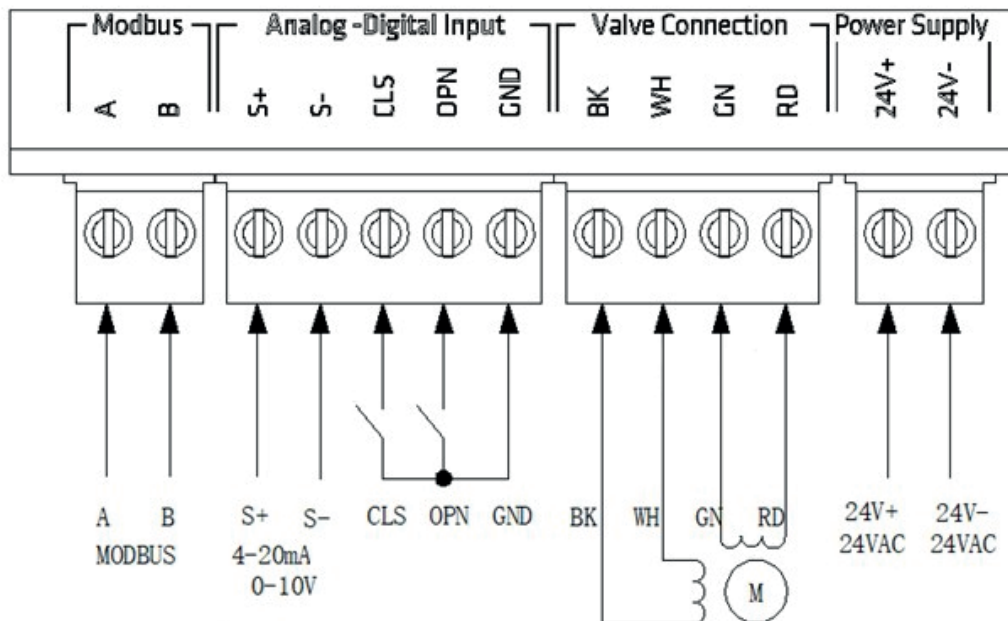 Modbus Analog -Digital Input Valve Connection Power Supply
A B S+ S- CLS OPN GND BK WH GN RD 24V+ 24V-
A B S+ S- CLS OPN GND BK WH GN RD 24V+ 24V-
MODBUS 4-20mA 24VAC 24VAC
0-10V
M